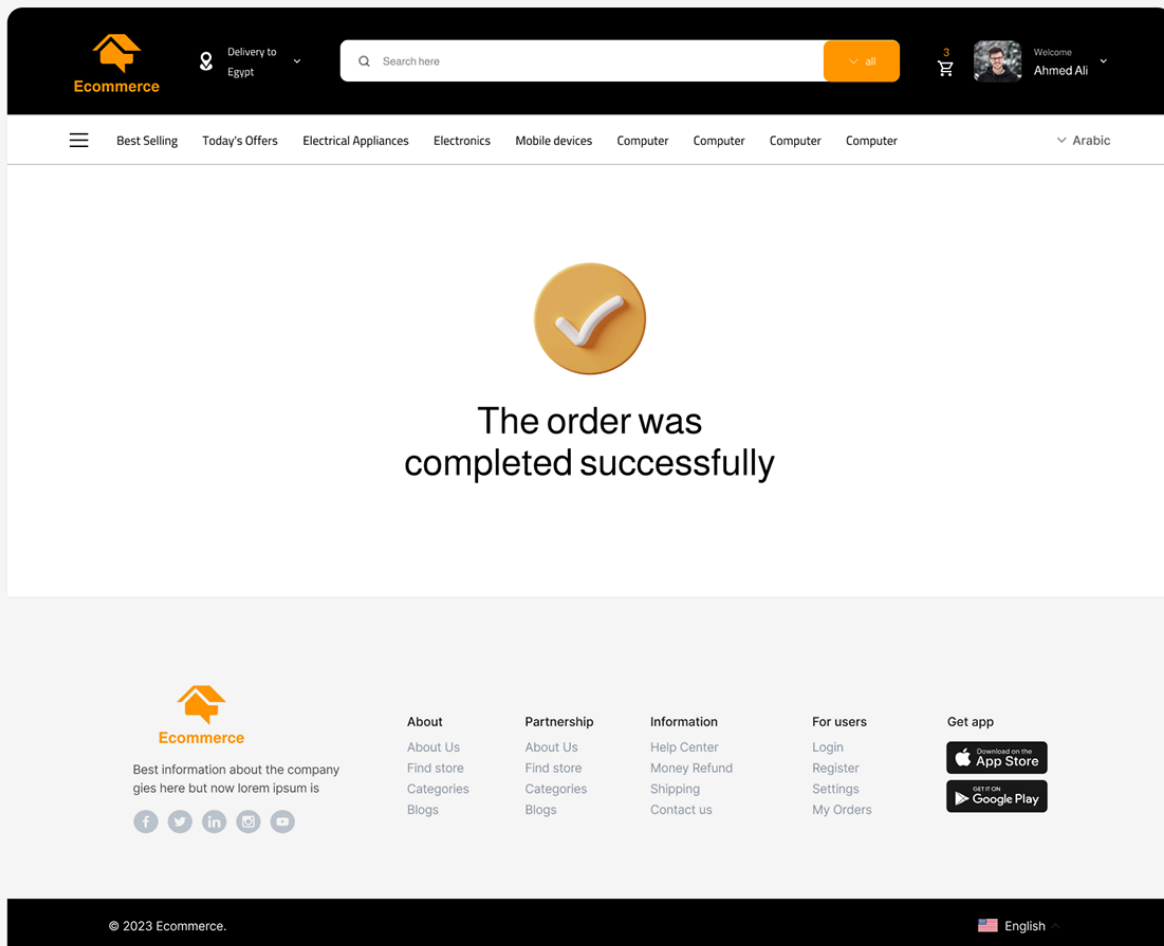 Ecommerce
Delivery to
Egypt
Search here
all
3
Welcome
Ahmed Ali
Best Selling
Today's Offers
Electrical Appliances
Electronics
Mobile devices
Computer
Computer
Computer
Computer
Arabic
The order was
completed successfully
Ecommerce
Best information about the company
gies here but now lorem ipsum is
About
About Us
Find store
Categories
Blogs
Partnership
About Us
Find store
Categories
Blogs
Information
Help Center
Money Refund
Shipping
Contact us
For users
Login
Register
Settings
My Orders
Get app
Download on the
App Store
GET IT ON
Google Play
© 2023 Ecommerce.
English